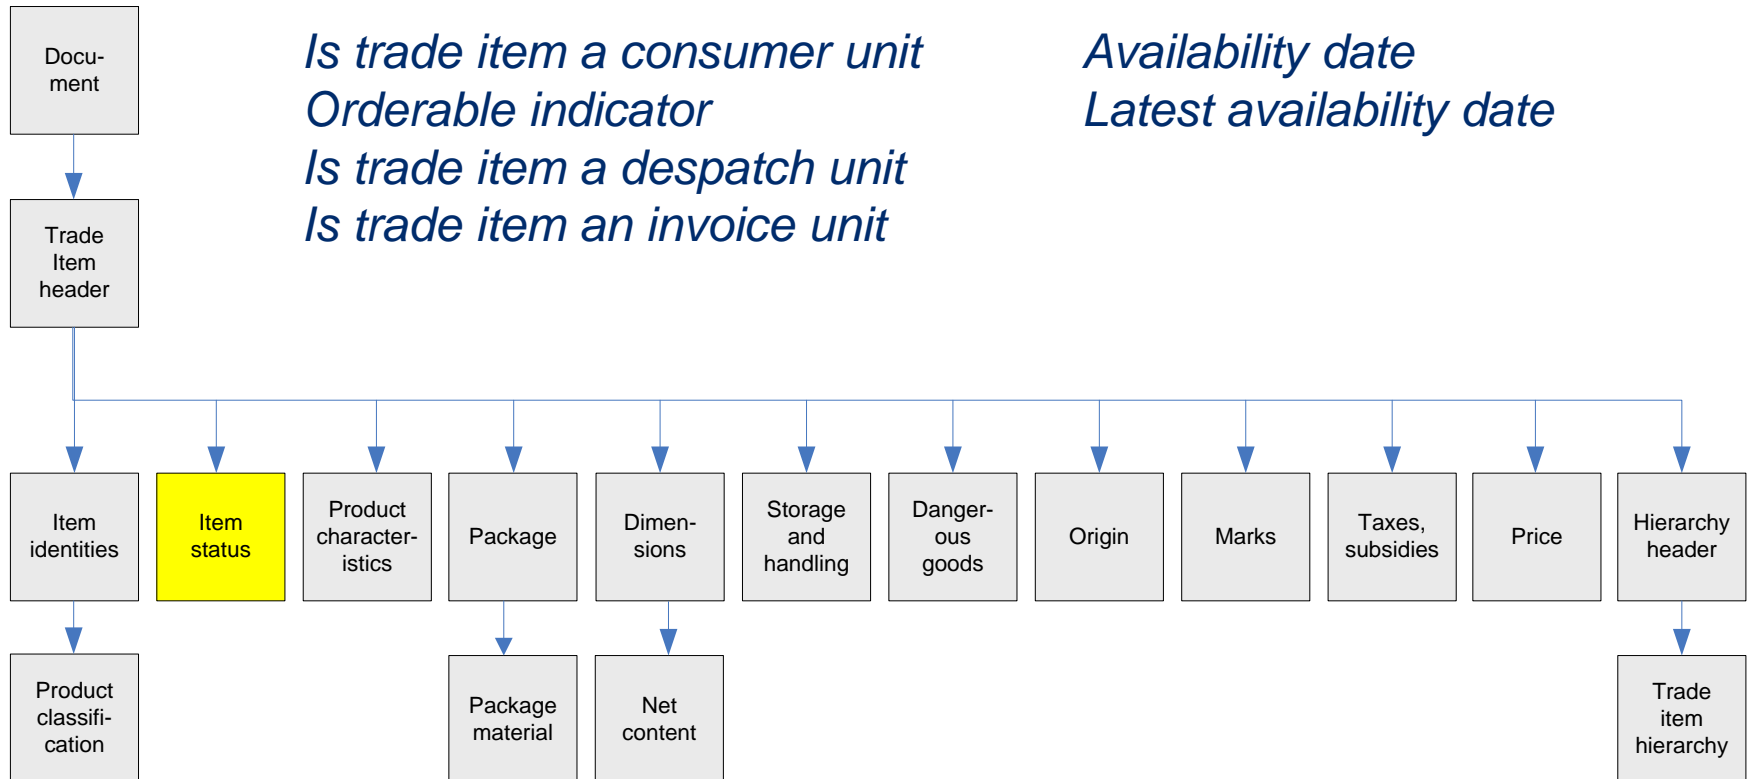 Docu-
ment
Is trade item a consumer unit
Orderable indicator
Is trade item a despatch unit
Is trade item an invoice unit
Availability date
Latest availability date
Trade
Item
header
Item
identities
Item
status
Product
character-
istics
Package
Dimen-
sions
Storage
and
handling
Danger-
ous
goods
Origin
Marks
Taxes,
subsidies
Price
Hierarchy
header
Product
classifi-
cation
Package
material
Net
content
Trade
item
hierarchy